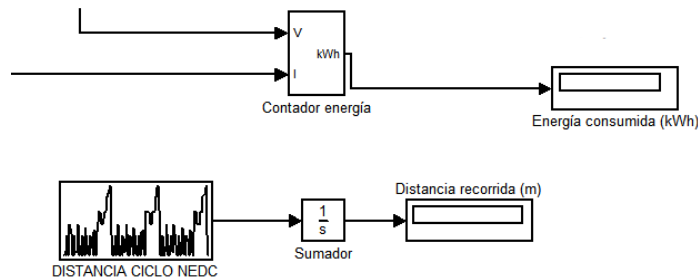 V
kWh
I
Contador energía
Energía consumida (kWh)
Distancia recorrida (m)
1
s
Sumador
DISTANCIA CICLO NEDC